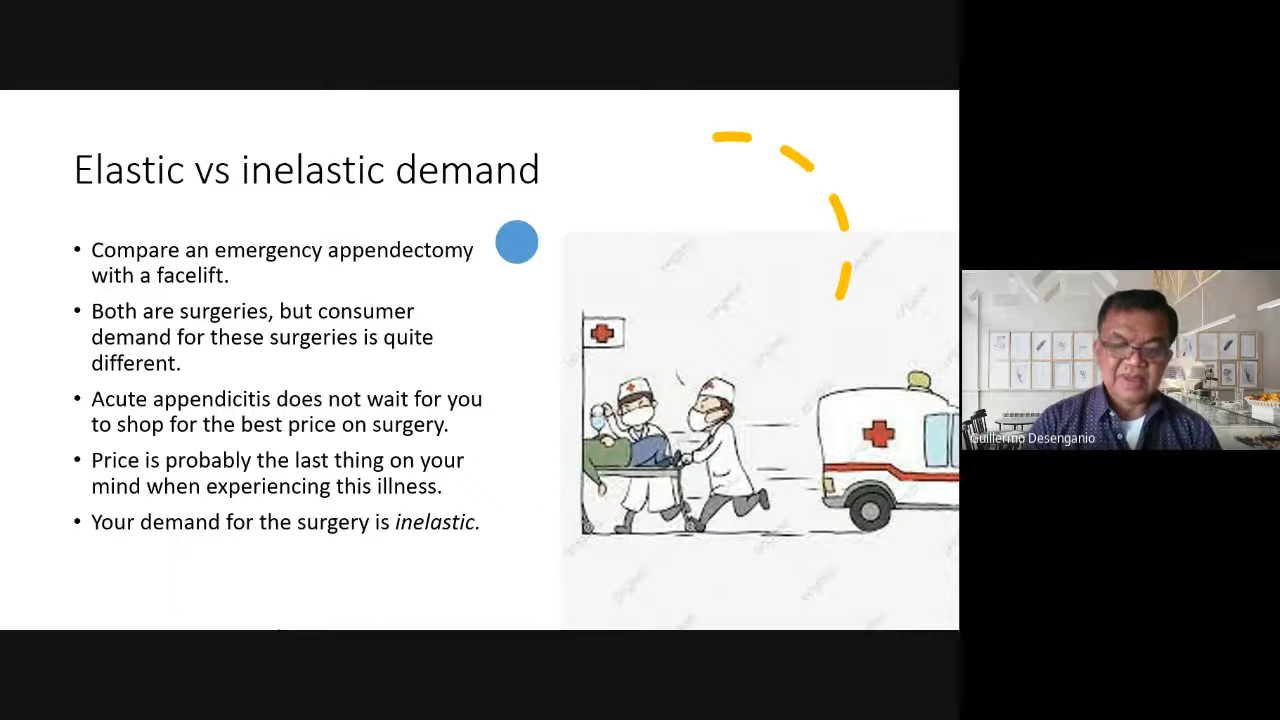 Elastic vs inelastic demand
• Compare an emergency appendectomy
with a facelift.
• Both are surgeries, but consumer
demand for these surgeries is quite
different.
• Acute appendicitis does not wait for you
to shop for the best price on surgery.
• Price is probably the last thing on your
mind when experiencing this illness.
• Your demand for the surgery is inelastic.
Guillermo Desenganio